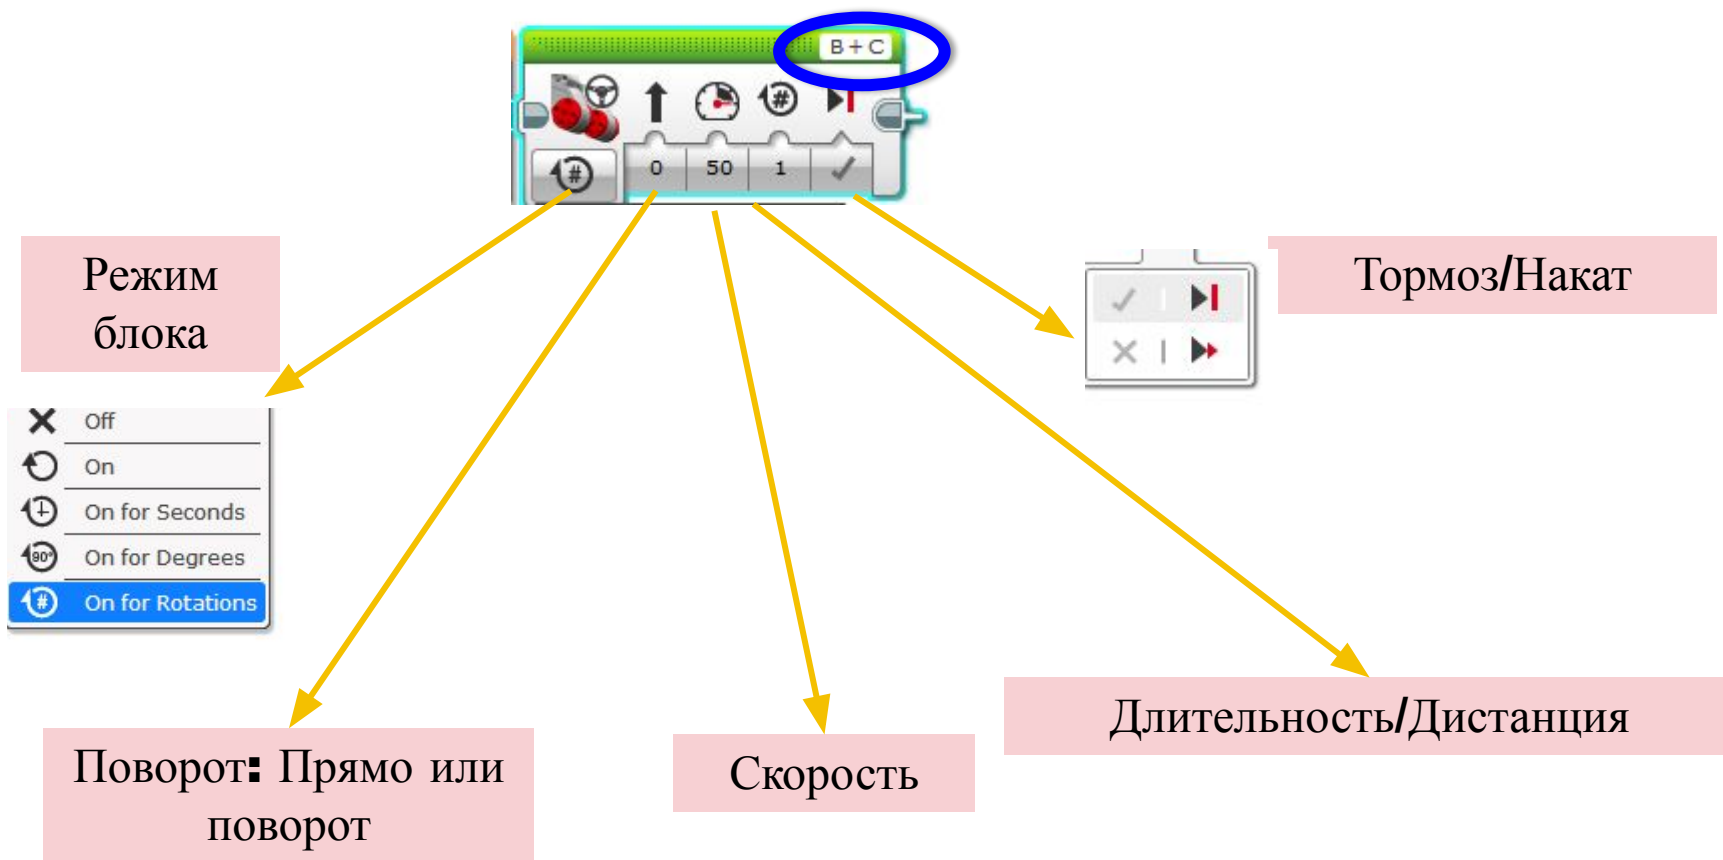 B+C
#
#
0
50
1
Режим
блока
Тормоз/Накат
Off
On
On for Seconds
90°
On for Degrees
#
On for Rotations
Длительность/Дистанция
Поворот: Прямо или
поворот
Скорость